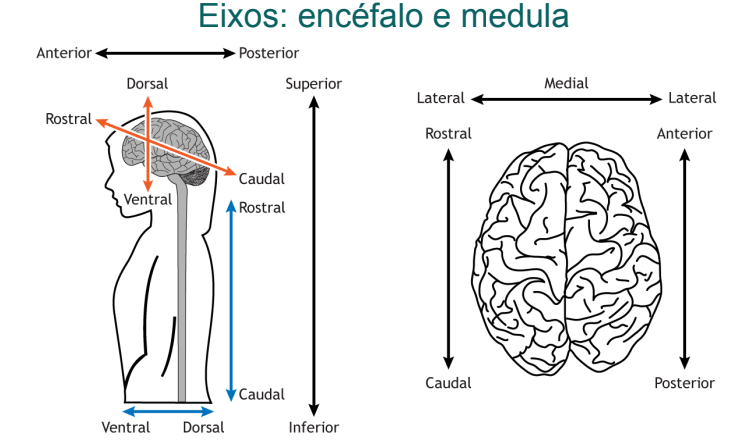 Eixos: encéfalo e medula
Anterior
Posterior
Dorsal
Superior
Rostral
Caudal
Ventral
Rostral
Caudal
Ventral
Dorsal
Inferior
Medial
Lateral
Lateral
Rostral
Anterior
Caudal
Posterior